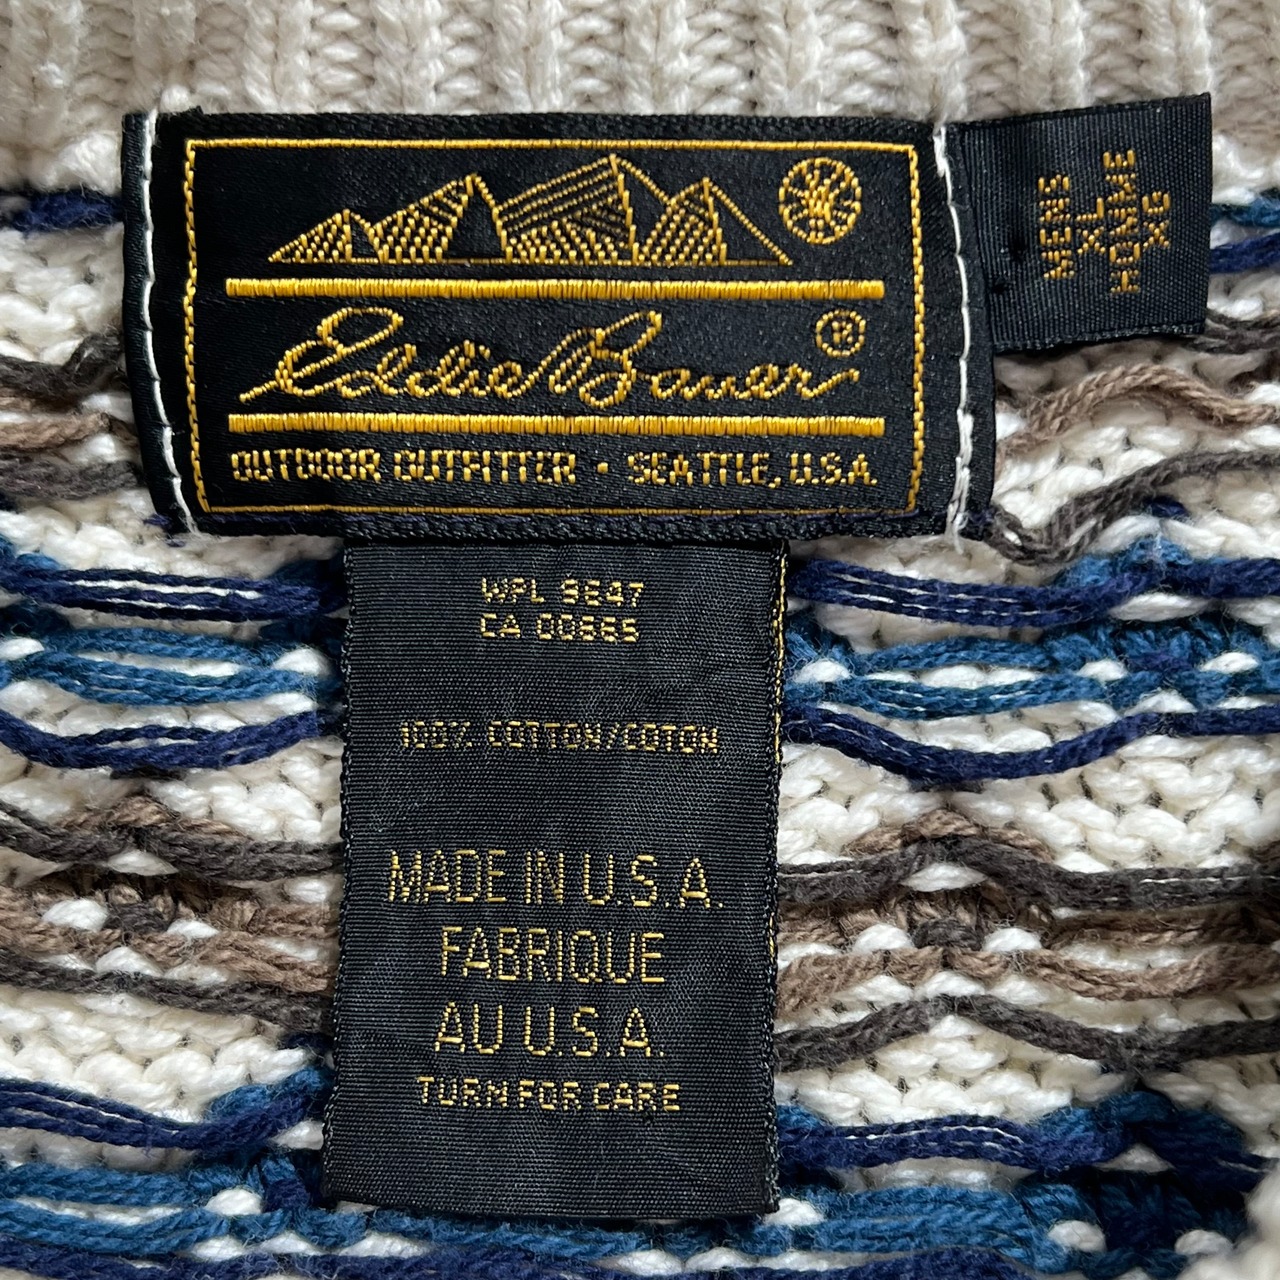 Eddie Bauer ®
OUTDOOR OUTFITTER · SEATTLE, U.S.A.
MENS
XL
HOMME
XG
WPL 9647
CA 00665
100% COTTON/COTON
MADE IN U.S.A.
FABRIQUE
AU U.S.A.
TURN FOR CARE